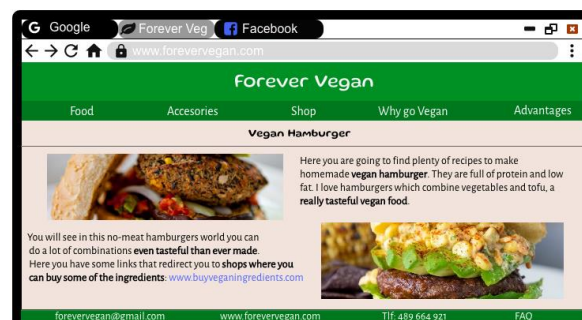 G Google Forever Veg Facebook
www.forevervegan.com
Forever Vegan
Food Accesories Shop Why go Vegan Advantages
Vegan Hamburger
Here you are going to find plenty of recipes to make
homemade vegan hamburger. They are full of protein and low
fat. I love hamburgers which combine vegetables and tofu, a
really tasteful vegan food.
You will see in this no-meat hamburgers world you can
do a lot of combinations even tasteful than ever made.
Here you have some links that redirect you to shops where you
can buy some of the ingredients: www.buyveganingredients.com
forevervegan@gmail.com www.forevervegan.com Tlf: 489 664 921 FAQ